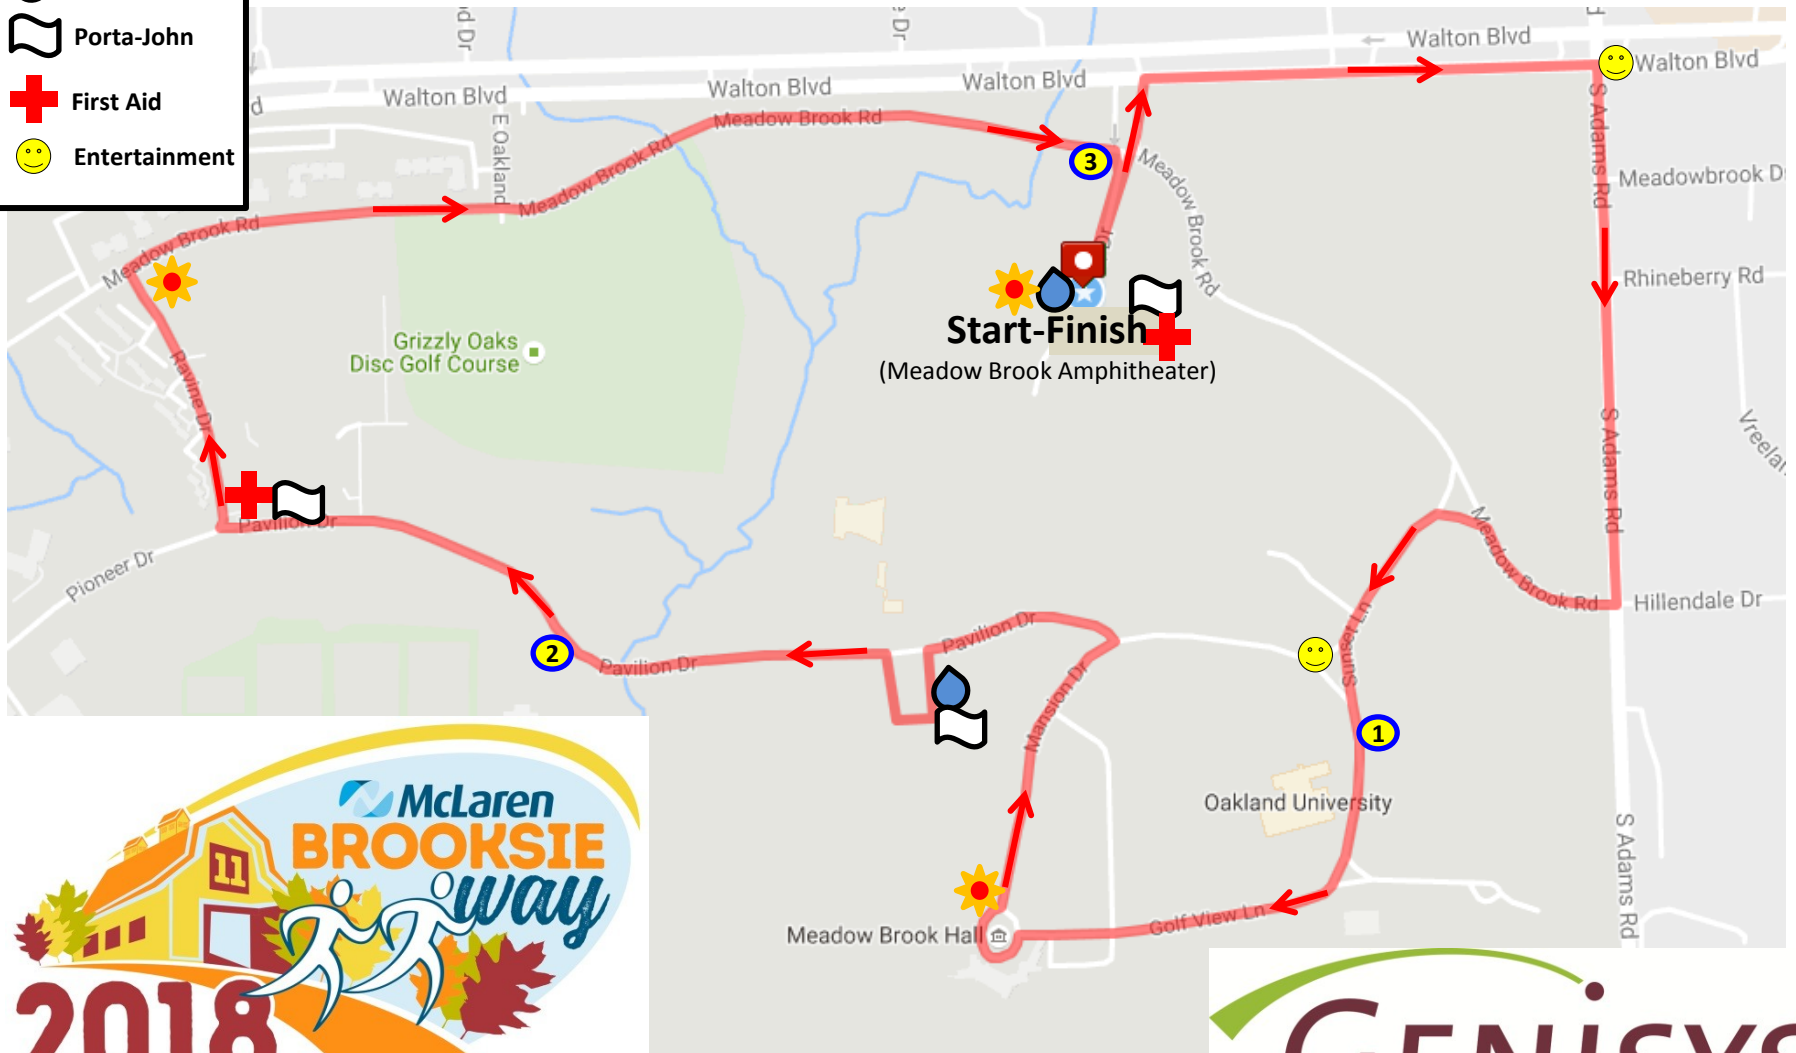 Porta-John
First Aid
Entertainment
Walton Blvd
Walton Blvd
Walton Blvd
Walton Blvd
Walton Blvd
E Oakland
Meadow Brook Rd
Meadow Brook Rd
Meadow Brook Rd
Meadow Brook Rd
Meadow Brook Rd
3
S Adams Rd
Meadowbrook D
Rhineberry Rd
Dr
Start-Finish
(Meadow Brook Amphitheater)
Grizzly Oaks
Disc Golf Course
Ravine Dr
S Adams Rd
Pavilion Dr
Pioneer Dr
Meadow Brook Rd
Hillendale Dr
Sunset Ln
2
Pavilion Dr
Pavilion Dr
Mansion Dr
1
Oakland University
S Adams Rd
Golf View Ln
Meadow Brook Hall
McLaren
BROOKSIE
way
11
2018
GENISYS